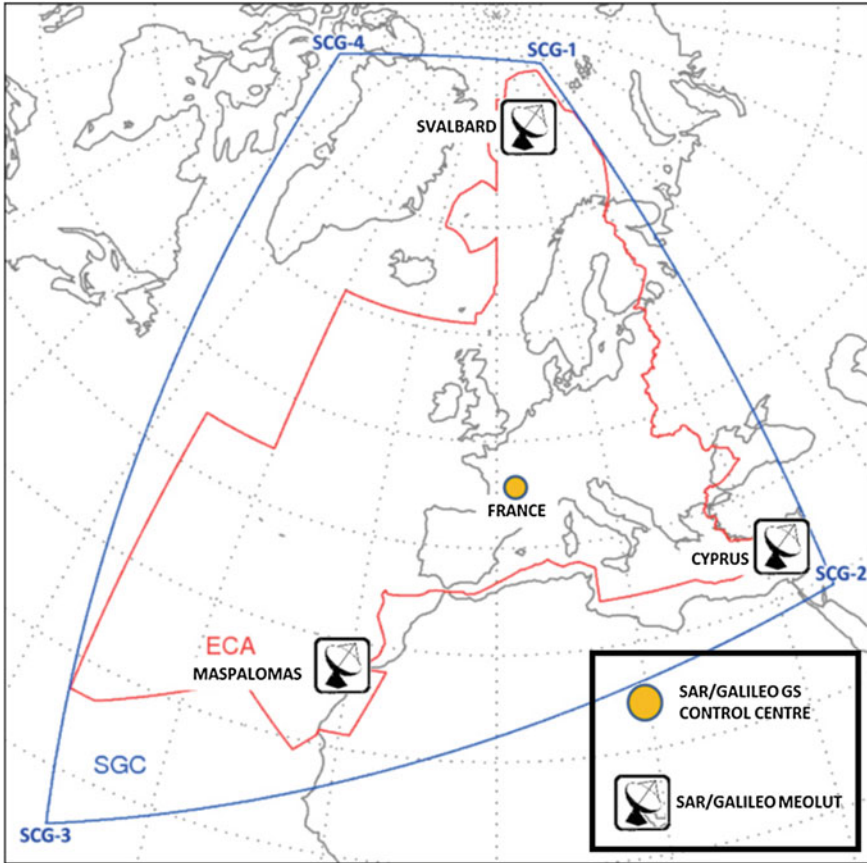 SCG-4
SCG-1
SVALBARD
FRANCE
CYPRUS
SCG-2
ECA
MASPALOMAS
SGC
SCG-3
SAR/GALILEO GS
CONTROL CENTRE
SAR/GALILEO MEOLUT